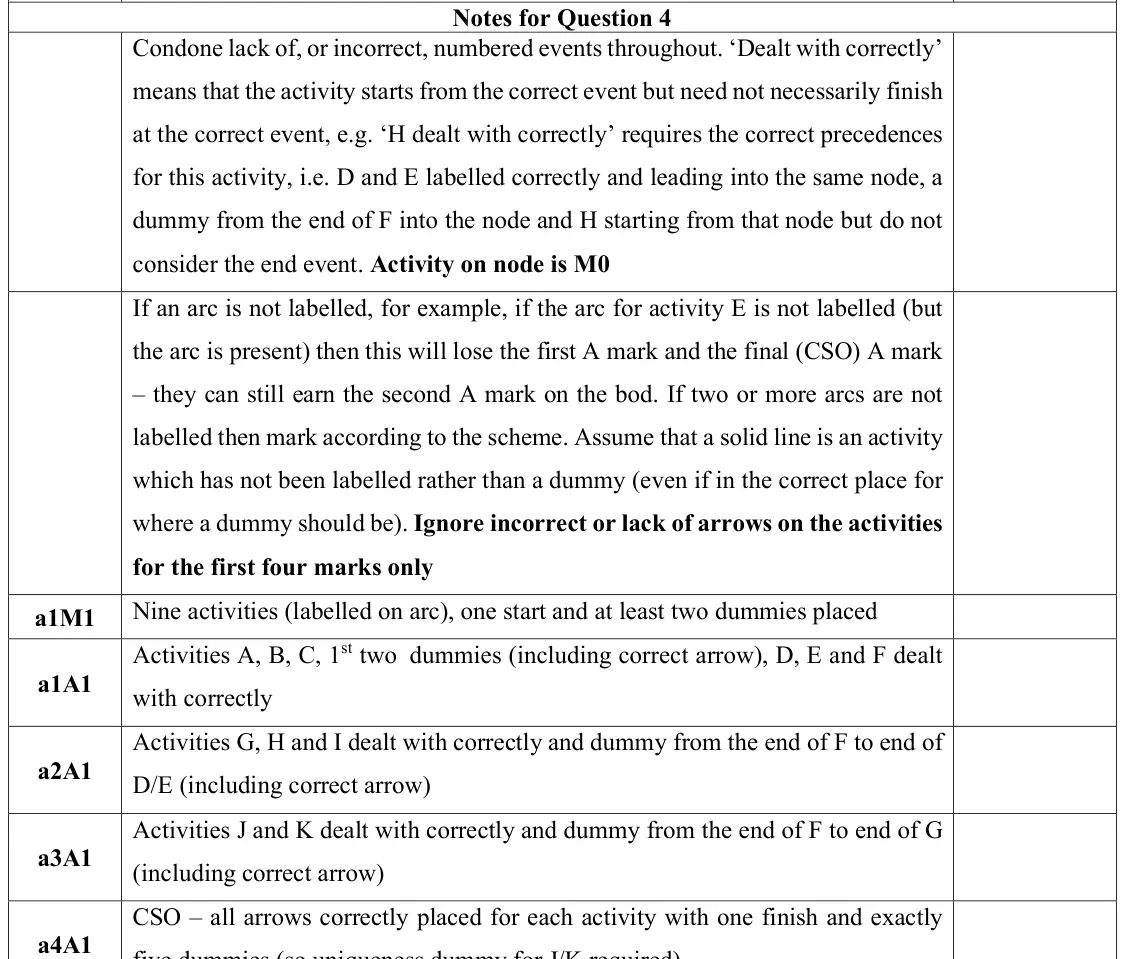 Notes for Question 4
Condone lack of, or incorrect, numbered events throughout. ‘Dealt with correctly’
means that the activity starts from the correct event but need not necessarily finish
at the correct event, e.g. ‘H dealt with correctly’ requires the correct precedences
for this activity, i.e. D and E labelled correctly and leading into the same node, a
dummy from the end of F into the node and H starting from that node but do not
consider the end event. Activity on node is M0
If an arc is not labelled, for example, if the arc for activity E is not labelled (but
the arc is present) then this will lose the first A mark and the final (CSO) A mark
– they can still earn the second A mark on the bod. If two or more arcs are not
labelled then mark according to the scheme. Assume that a solid line is an activity
which has not been labelled rather than a dummy (even if in the correct place for
where a dummy should be). Ignore incorrect or lack of arrows on the activities
for the first four marks only
a1M1 Nine activities (labelled on arc), one start and at least two dummies placed
a1A1
Activities A, B, C, 1st two dummies (including correct arrow), D, E and F dealt
with correctly
a2A1
Activities G, H and I dealt with correctly and dummy from the end of F to end of
D/E (including correct arrow)
a3A1
Activities J and K dealt with correctly and dummy from the end of F to end of G
(including correct arrow)
a4A1
CSO – all arrows correctly placed for each activity with one finish and exactly
five dummies (so uniqueness dummy for J/K required)